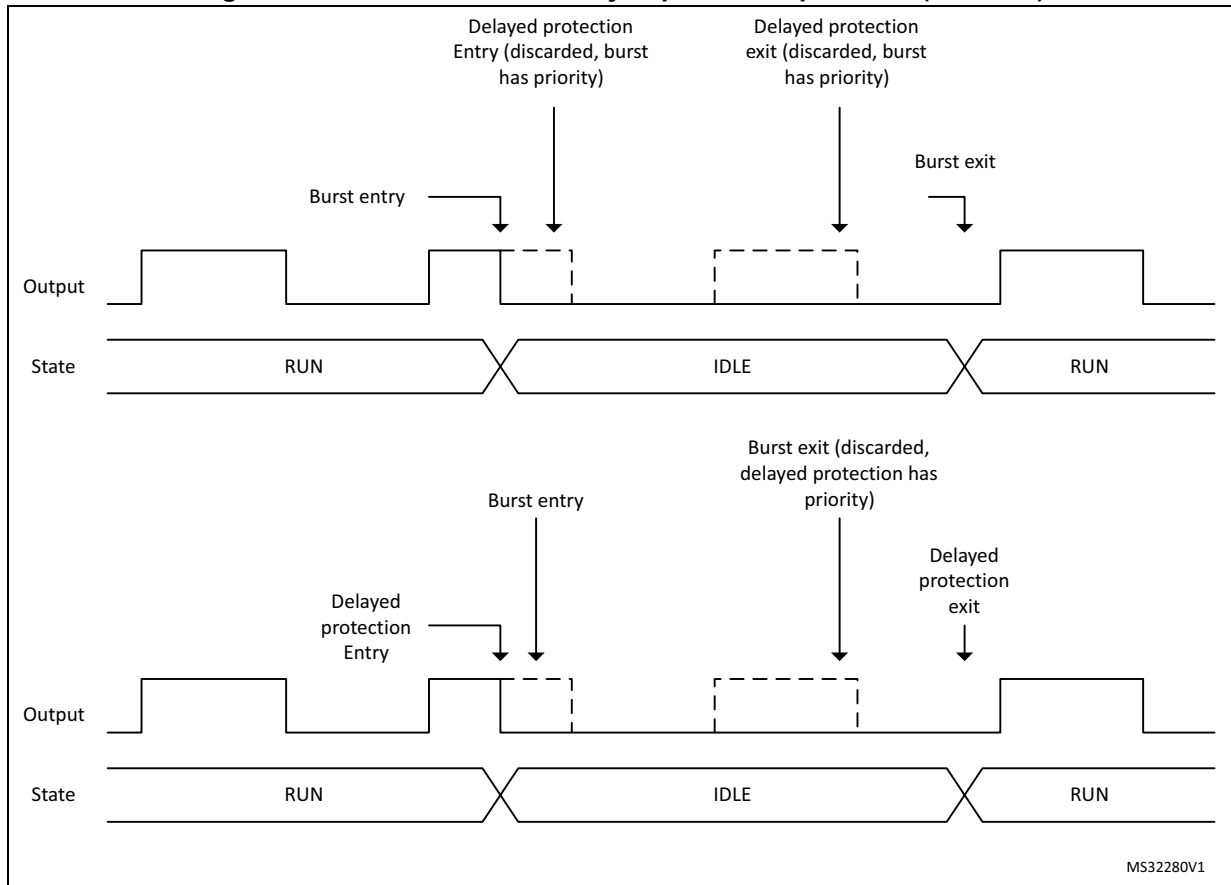 Delayed protection
Entry (discarded, burst
has priority)
Delayed protection
exit (discarded, burst
has priority)
Burst entry
Burst exit
Output
State
RUN
IDLE
RUN
Burst exit (discarded,
delayed protection has
priority)
Burst entry
Delayed
protection
exit
Delayed
protection
Entry
Output
State
RUN
IDLE
RUN
MS32280V1